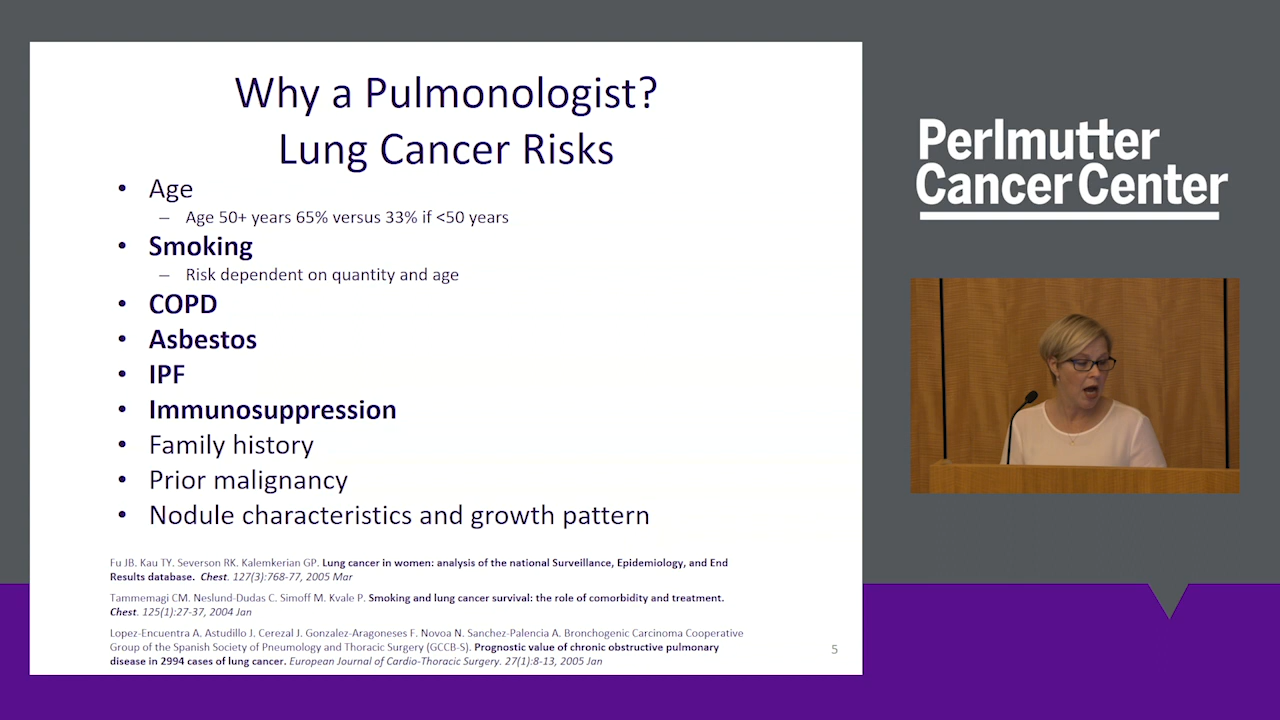 Why a Pulmonologist?
Lung Cancer Risks
• Age
– Age 50+ years 65% versus 33% if <50 years
• Smoking
– Risk dependent on quantity and age
• COPD
• Asbestos
• IPF
• Immunosuppression
• Family history
• Prior malignancy
• Nodule characteristics and growth pattern
Fu JB. Kau TY. Severson RK. Kalemkerian GP. Lung cancer in women: analysis of the national Surveillance, Epidemiology, and End
Results database. Chest. 127(3):768-77, 2005 Mar
Tammemagi CM. Neslund-Dudas C. Simoff M. Kvale P. Smoking and lung cancer survival: the role of comorbidity and treatment.
Chest. 125(1):27-37, 2004 Jan
Lopez-Encuentra A. Astudillo J. Cerezal J. Gonzalez-Aragoneses F. Novoa N. Sanchez-Palencia A. Bronchogenic Carcinoma Cooperative
Group of the Spanish Society of Pneumology and Thoracic Surgery (GCCB-S). Prognostic value of chronic obstructive pulmonary
disease in 2994 cases of lung cancer. European Journal of Cardio-Thoracic Surgery. 27(1):8-13, 2005 Jan
5
Perlmutter
Cancer Center